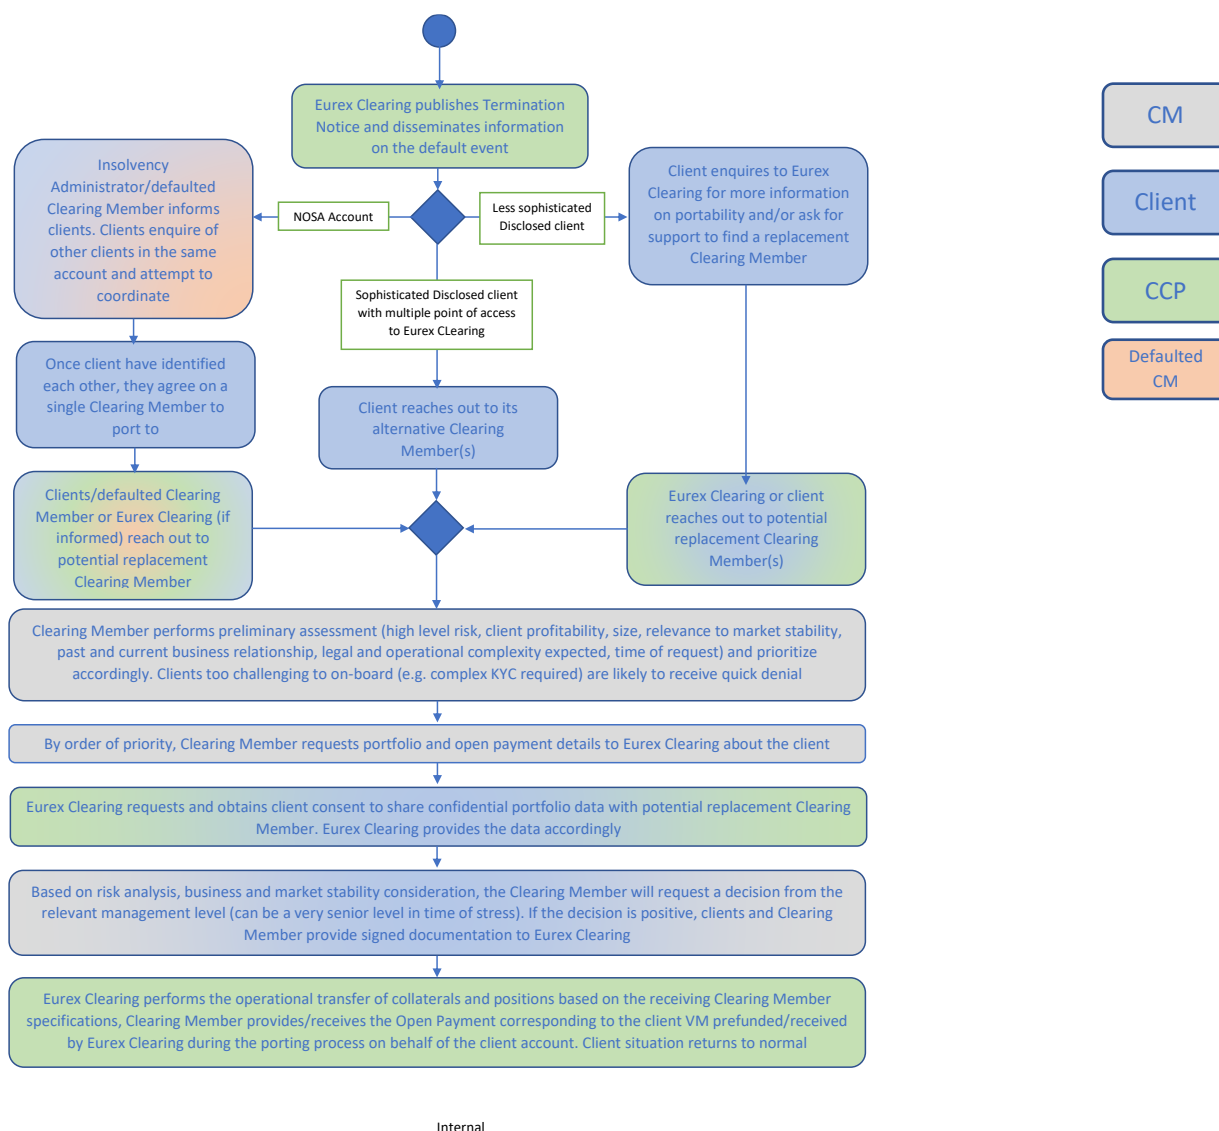 Eurex Clearing publishes Termination
Notice and disseminates information
on the default event
Insolvency
Administrator/defaulted
Clearing Member informs
clients. Clients enquire of
other clients in the same
account and attempt to
coordinate
NOSA Account
Less sophisticated
Disclosed client
Client enquires to Eurex
Clearing for more information
on portability and/or ask for
support to find a replacement
Clearing Member
Sophisticated Disclosed client
with multiple point of access
to Eurex CLearing
Once client have identified
each other, they agree on a
single Clearing Member to
port to
Client reaches out to its
alternative Clearing
Member(s)
Clients/defaulted Clearing
Member or Eurex Clearing (if
informed) reach out to
potential replacement
Clearing Member
Eurex Clearing or client
reaches out to potential
replacement Clearing
Member(s)
Clearing Member performs preliminary assessment (high level risk, client profitability, size, relevance to market stability,
past and current business relationship, legal and operational complexity expected, time of request) and prioritize
accordingly. Clients too challenging to on-board (e.g. complex KYC required) are likely to receive quick denial
By order of priority, Clearing Member requests portfolio and open payment details to Eurex Clearing about the client
Eurex Clearing requests and obtains client consent to share confidential portfolio data with potential replacement Clearing
Member. Eurex Clearing provides the data accordingly
Based on risk analysis, business and market stability consideration, the Clearing Member will request a decision from the
relevant management level (can be a very senior level in time of stress). If the decision is positive, clients and Clearing
Member provide signed documentation to Eurex Clearing
Eurex Clearing performs the operational transfer of collaterals and positions based on the receiving Clearing Member
specifications, Clearing Member provides/receives the Open Payment corresponding to the client VM prefunded/received
by Eurex Clearing during the porting process on behalf of the client account. Client situation returns to normal
CM
Client
CCP
Defaulted
CM
Internal